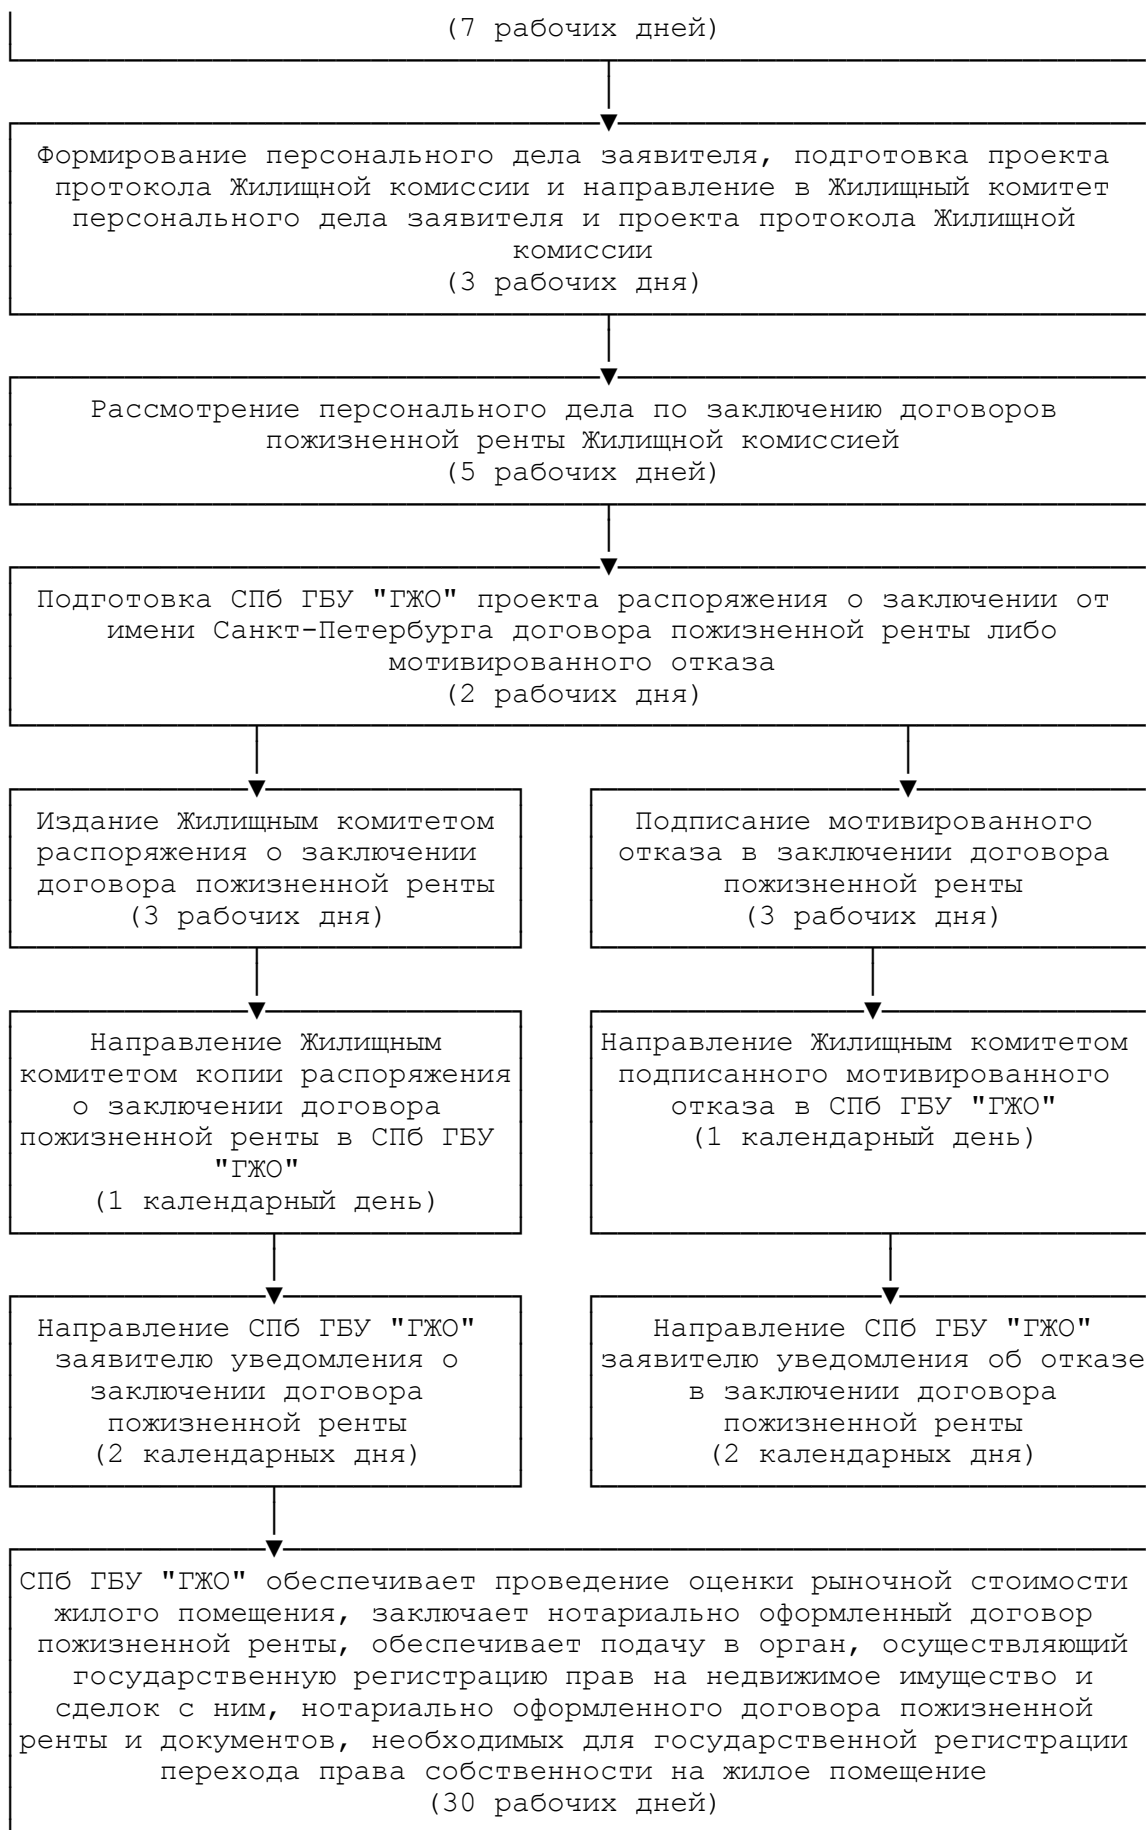 (7 рабочих дней)
Формирование персонального дела заявителя, подготовка проекта
протокола Жилищной комиссии и направление в Жилищный комитет
персонального дела заявителя и проекта протокола Жилищной
комиссии
(3 рабочих дня)
Рассмотрение персонального дела по заключению договоров
пожизненной ренты Жилищной комиссией
(5 рабочих дней)
Подготовка СПб ГБУ "ГЖО" проекта распоряжения о заключении от
имени Санкт-Петербурга договора пожизненной ренты либо
мотивированного отказа
(2 рабочих дня)
Издание Жилищным комитетом
распоряжения о заключении
договора пожизненной ренты
(3 рабочих дня)
Подписание мотивированного
отказа в заключении договора
пожизненной ренты
(3 рабочих дня)
Направление Жилищным
комитетом копии распоряжения
о заключении договора
пожизненной ренты в СПб ГБУ
"ГЖО"
(1 календарный день)
Направление Жилищным комитетом
подписанного мотивированного
отказа в СПб ГБУ "ГЖО"
(1 календарный день)
Направление СПб ГБУ "ГЖО"
заявителю уведомления о
заключении договора
пожизненной ренты
(2 календарных дня)
Направление СПб ГБУ "ГЖО"
заявителю уведомления об отказе
в заключении договора
пожизненной ренты
(2 календарных дня)
СПб ГБУ "ГЖО" обеспечивает проведение оценки рыночной стоимости
жилого помещения, заключает нотариально оформленный договор
пожизненной ренты, обеспечивает подачу в орган, осуществляющий
государственную регистрацию прав на недвижимое имущество и
сделок с ним, нотариально оформленного договора пожизненной
ренты и документов, необходимых для государственной регистрации
перехода права собственности на жилое помещение
(30 рабочих дней)